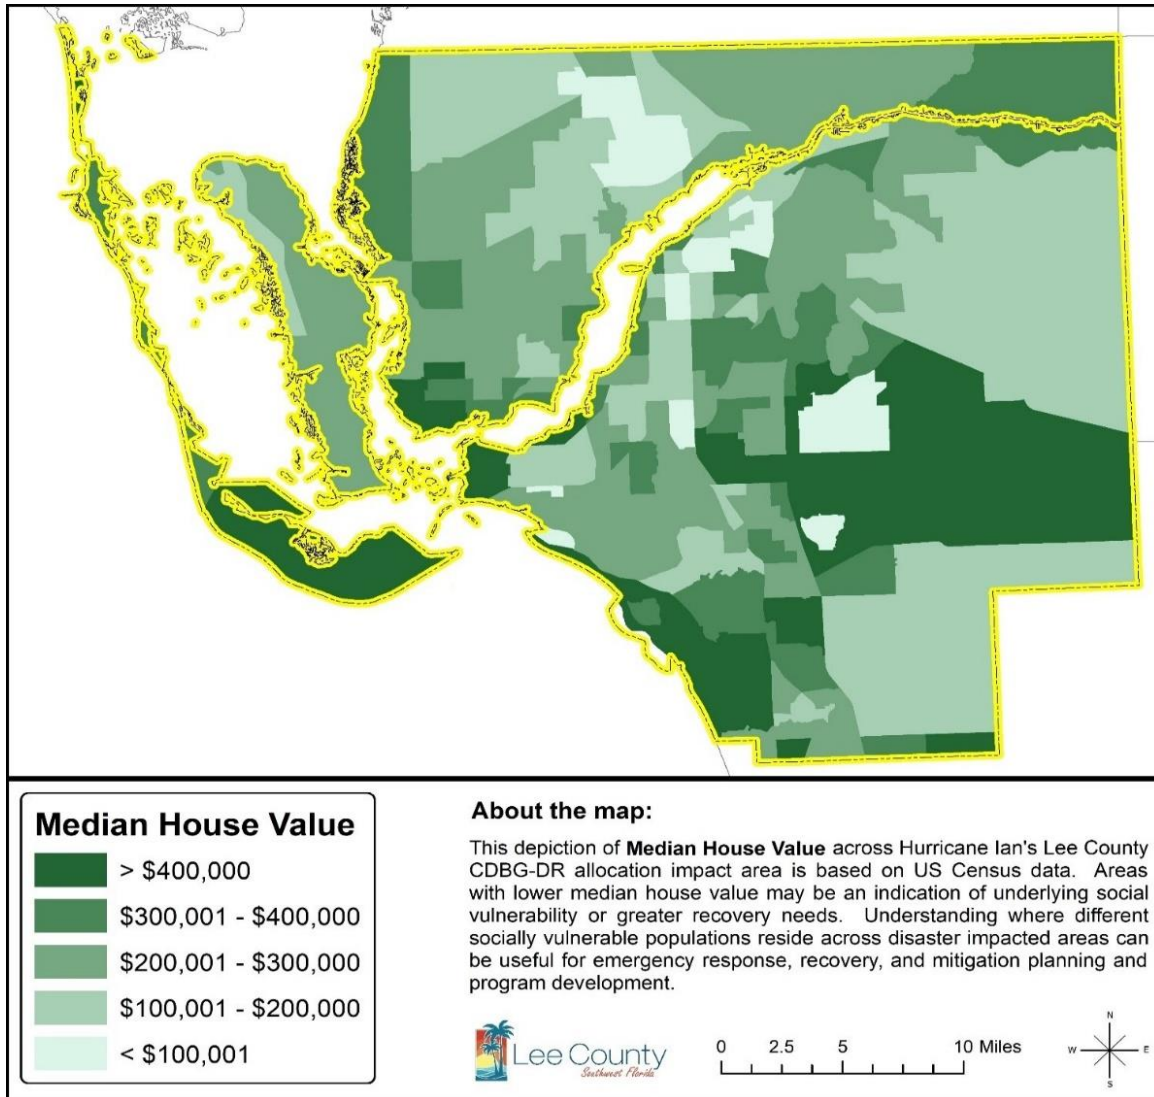 Median House Value
> $400,000
$300,001 - $400,000
$200,001 - $300,000
$100,001 - $200,000
< $100,001
About the map:
This depiction of Median House Value across Hurricane Ian's Lee County
CDBG-DR allocation impact area is based on US Census data. Areas
with lower median house value may be an indication of underlying social
vulnerability or greater recovery needs. Understanding where different
socially vulnerable populations reside across disaster impacted areas can
be useful for emergency response, recovery, and mitigation planning and
program development.
Lee County
Southwest Florida
0 2.5 5 10 Miles
N
W E
S